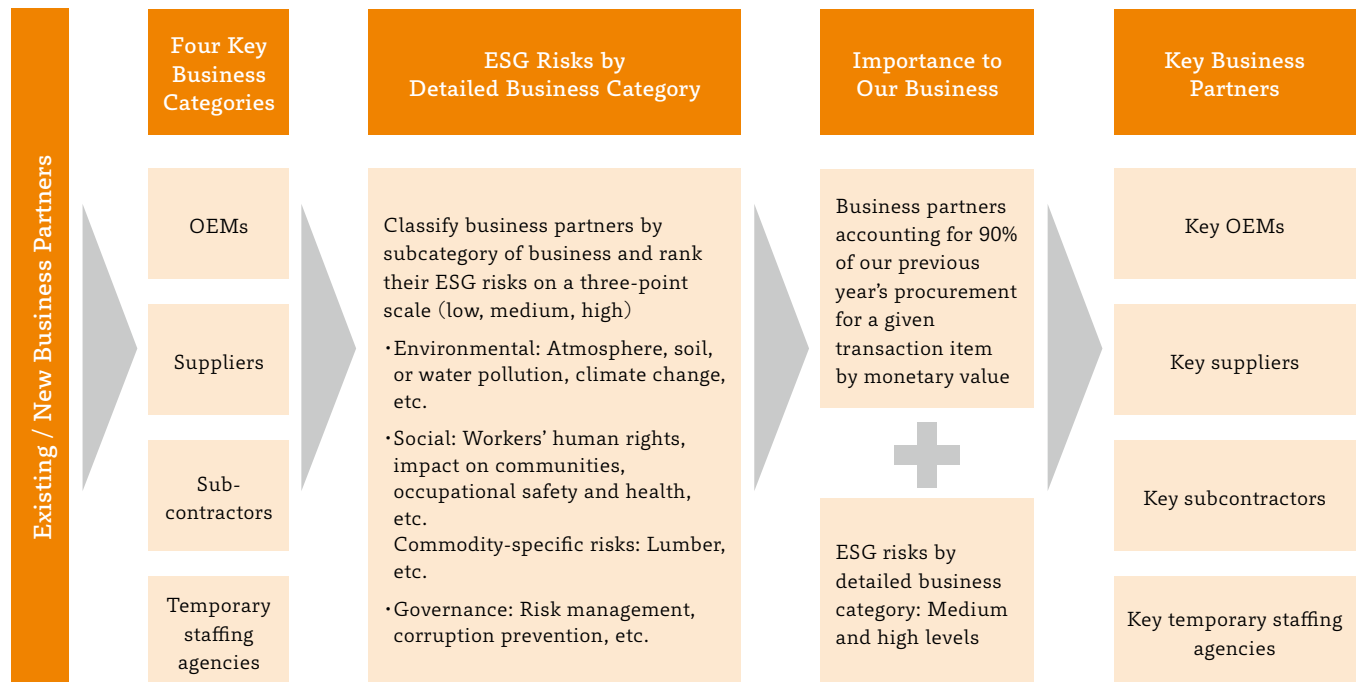 Existing / New Business Partners
Four Key
Business
Categories
OEMs
Suppliers
Sub-
contractors
Temporary
staffing
agencies
ESG Risks by
Detailed Business Category
Classify business partners by
subcategory of business and rank
their ESG risks on a three-point
scale (low, medium, high)
・Environmental: Atmosphere, soil,
or water pollution, climate change,
etc.
・Social: Workers’ human rights,
impact on communities,
occupational safety and health,
etc.
Commodity-specific risks: Lumber,
etc.
・Governance: Risk management,
corruption prevention, etc.
Importance to
Our Business
Business partners
accounting for 90%
of our previous
year’s procurement
for a given
transaction item
by monetary value
ESG risks by
detailed business
category: Medium
and high levels
Key Business
Partners
Key OEMs
Key suppliers
Key subcontractors
Key temporary staffing
agencies